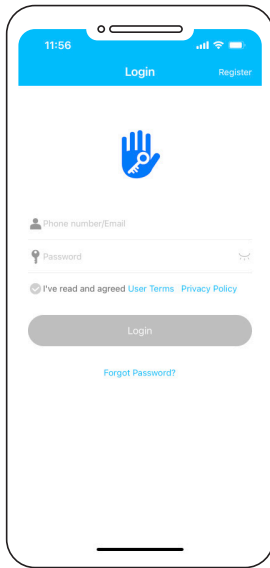 11:56
Login
Register
Phone number/Email
Password
I've read and agreed User Terms Privacy Policy
Login
Forgot Password?